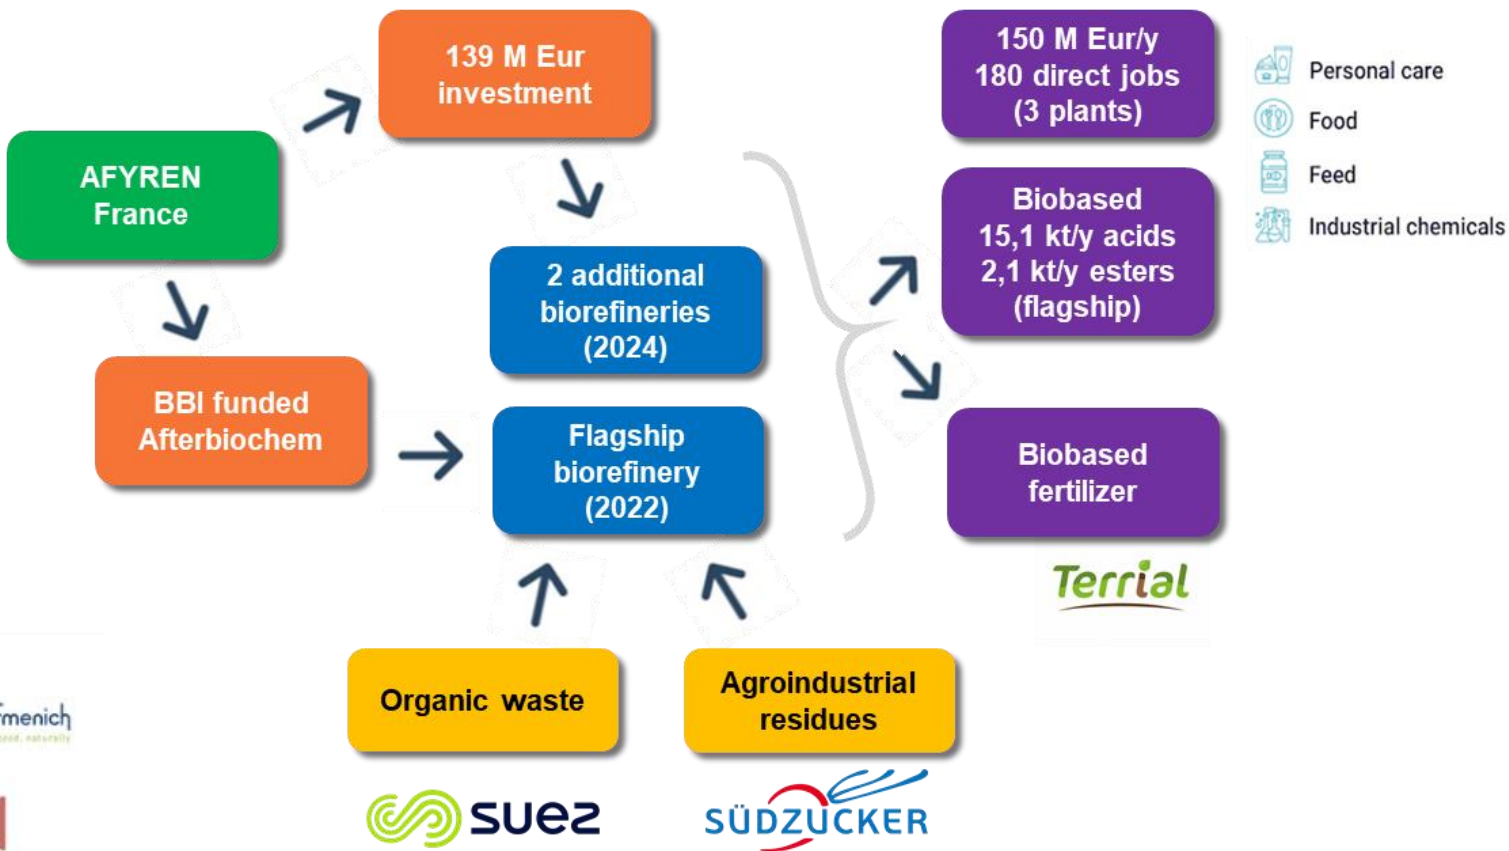 139 M Eur
investment
150 M Eur/y
180 direct jobs
(3 plants)
Personal care
Food
Feed
Industrial chemicals
AFYREN
France
Biobased
15,1 kt/y acids
2,1 kt/y esters
(flagship)
2 additional
biorefineries
(2024)
BBI funded
Afterbiochem
Flagship
biorefinery
(2022)
Biobased
fertilizer
Terrial
Organic waste
Agroindustrial
residues
menich
naturally
suez
SÜDZUCKER